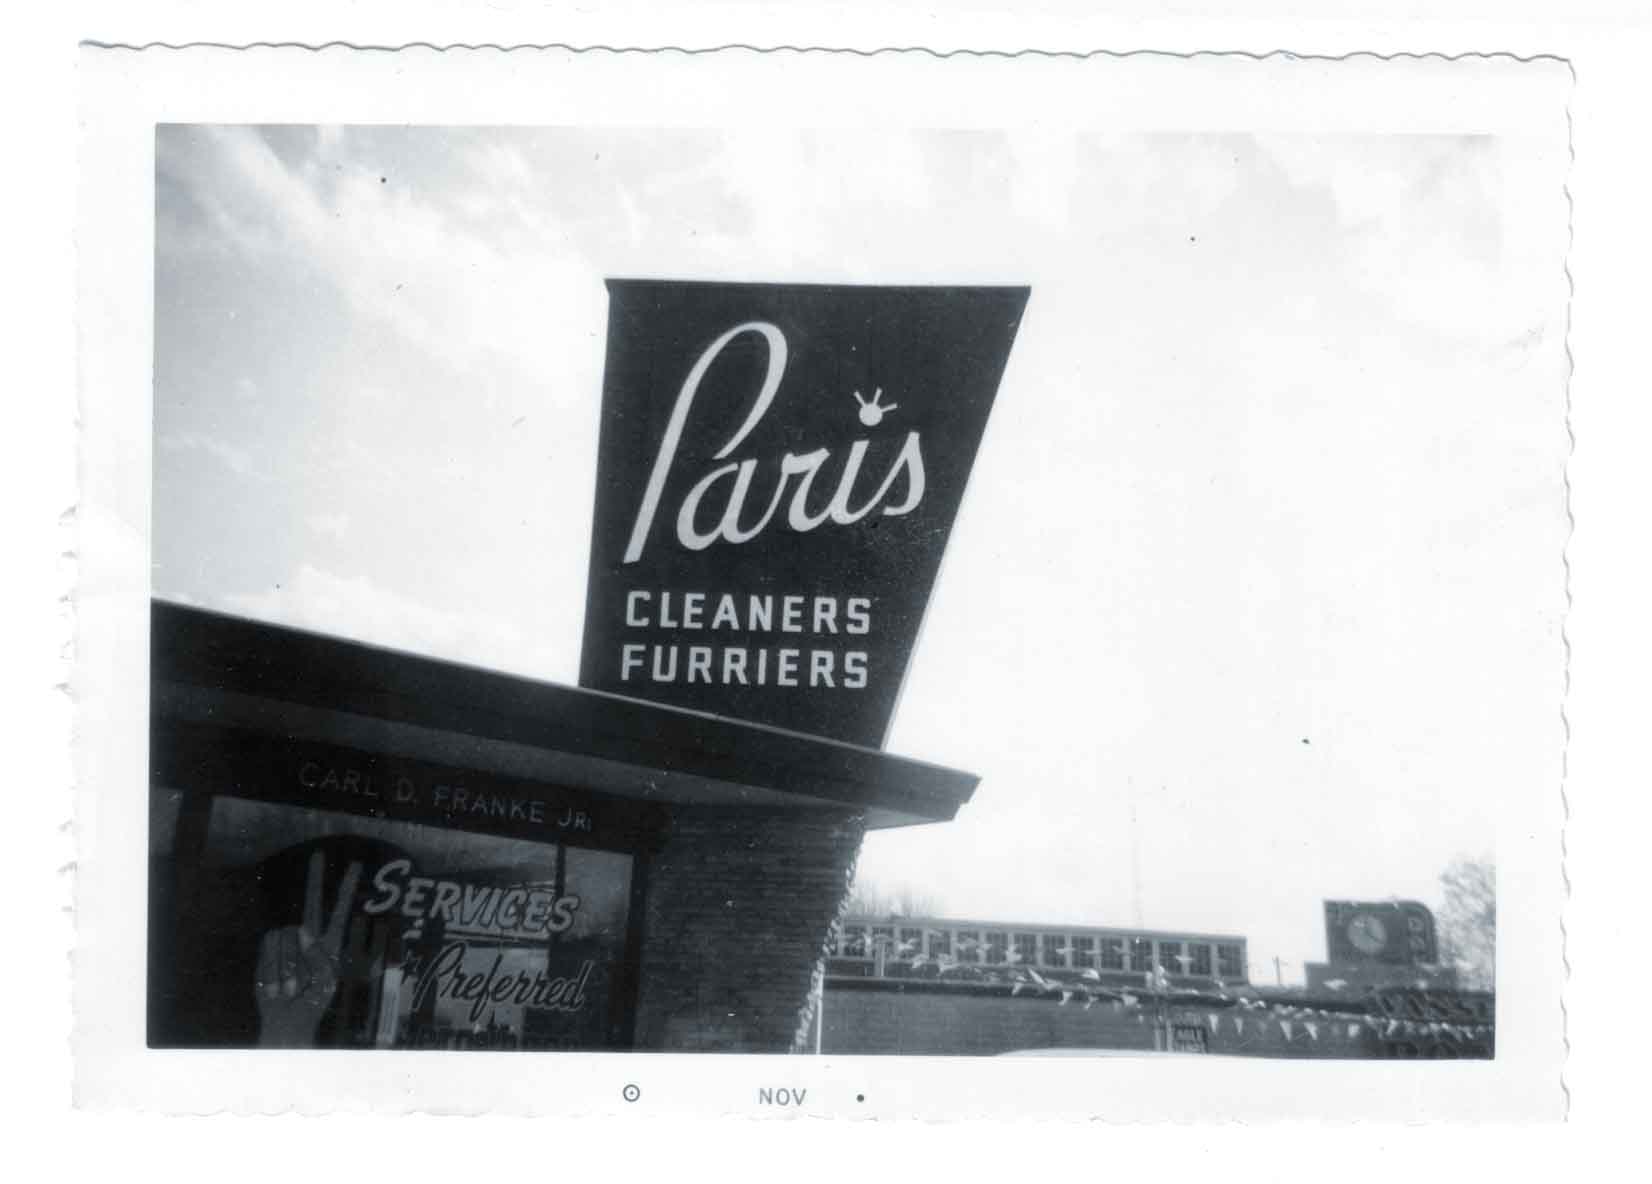 Paris
CLEANERS
FURRIERS
CARL D. FRANKE JR.
SERVICES
Preferred
NOV